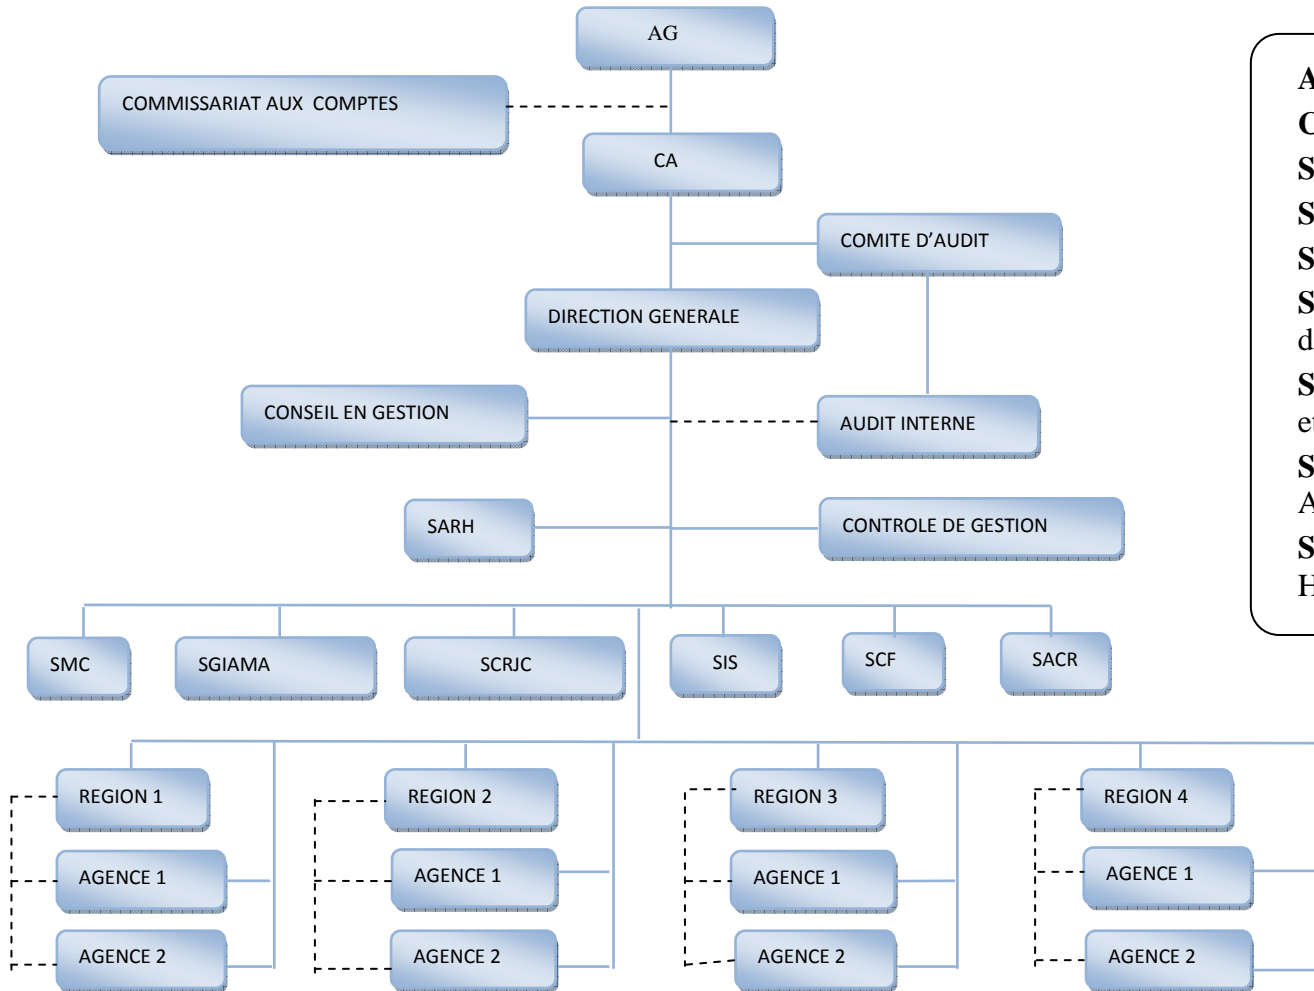 AG
COMMISSARIAT AUX COMPTES
CA
COMITE D’AUDIT
DIRECTION GENERALE
CONSEIL EN GESTION
AUDIT INTERNE
SARH
CONTROLE DE GESTION
SMC
SGIAMA
SCRJC
SIS
SCF
SACR
REGION 1
REGION 2
REGION 3
REGION 4
AGENCE 1
AGENCE 1
AGENCE 1
AGENCE 1
AGENCE 2
AGENCE 2
AGENCE 2
AGENCE 2